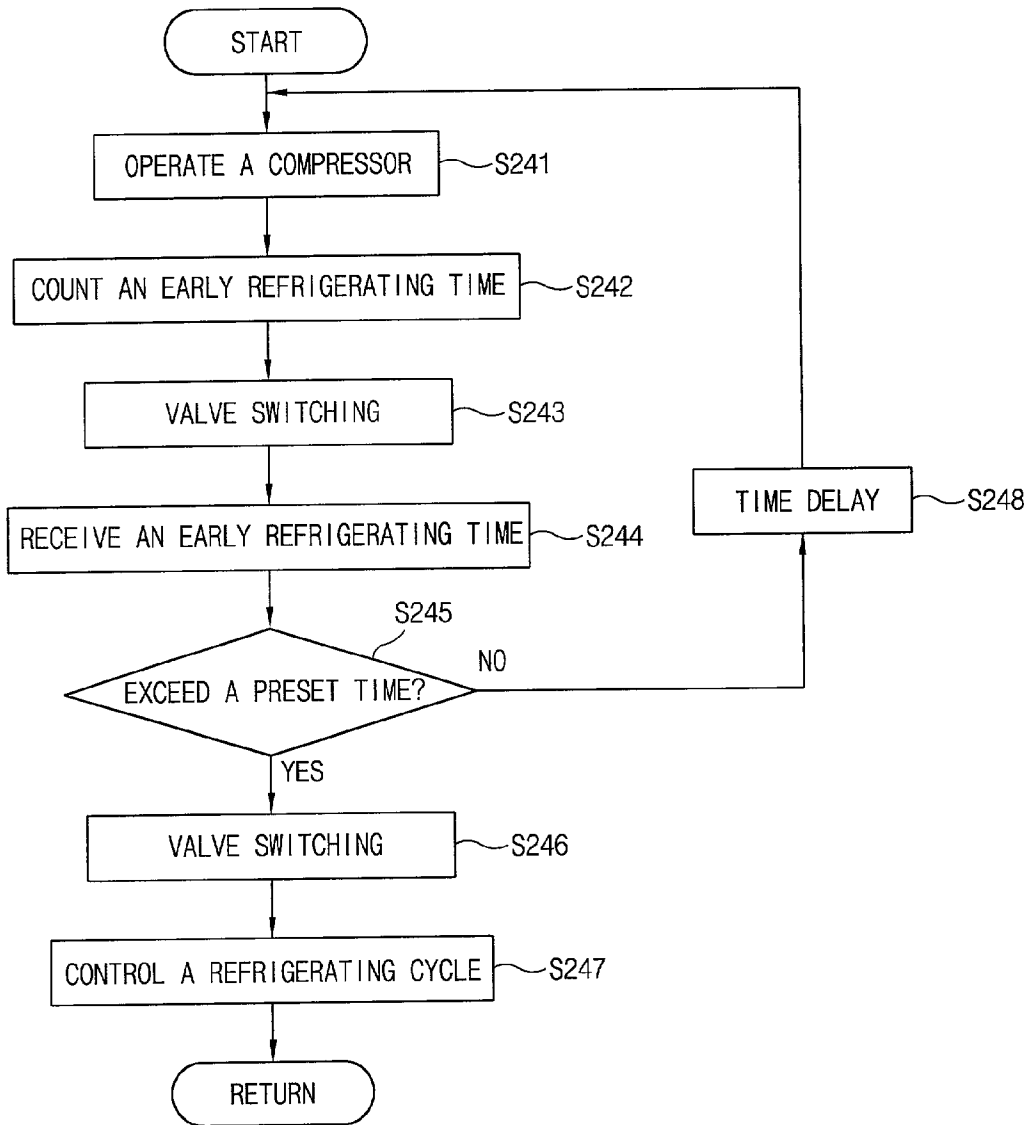 START
OPERATE A COMPRESSOR
S241
COUNT AN EARLY REFRIGERATING TIME
S242
VALVE SWITCHING
S243
RECEIVE AN EARLY REFRIGERATING TIME
S244
TIME DELAY
S248
S245
EXCEED A PRESET TIME?
NO
YES
VALVE SWITCHING
S246
CONTROL A REFRIGERATING CYCLE
S247
RETURN